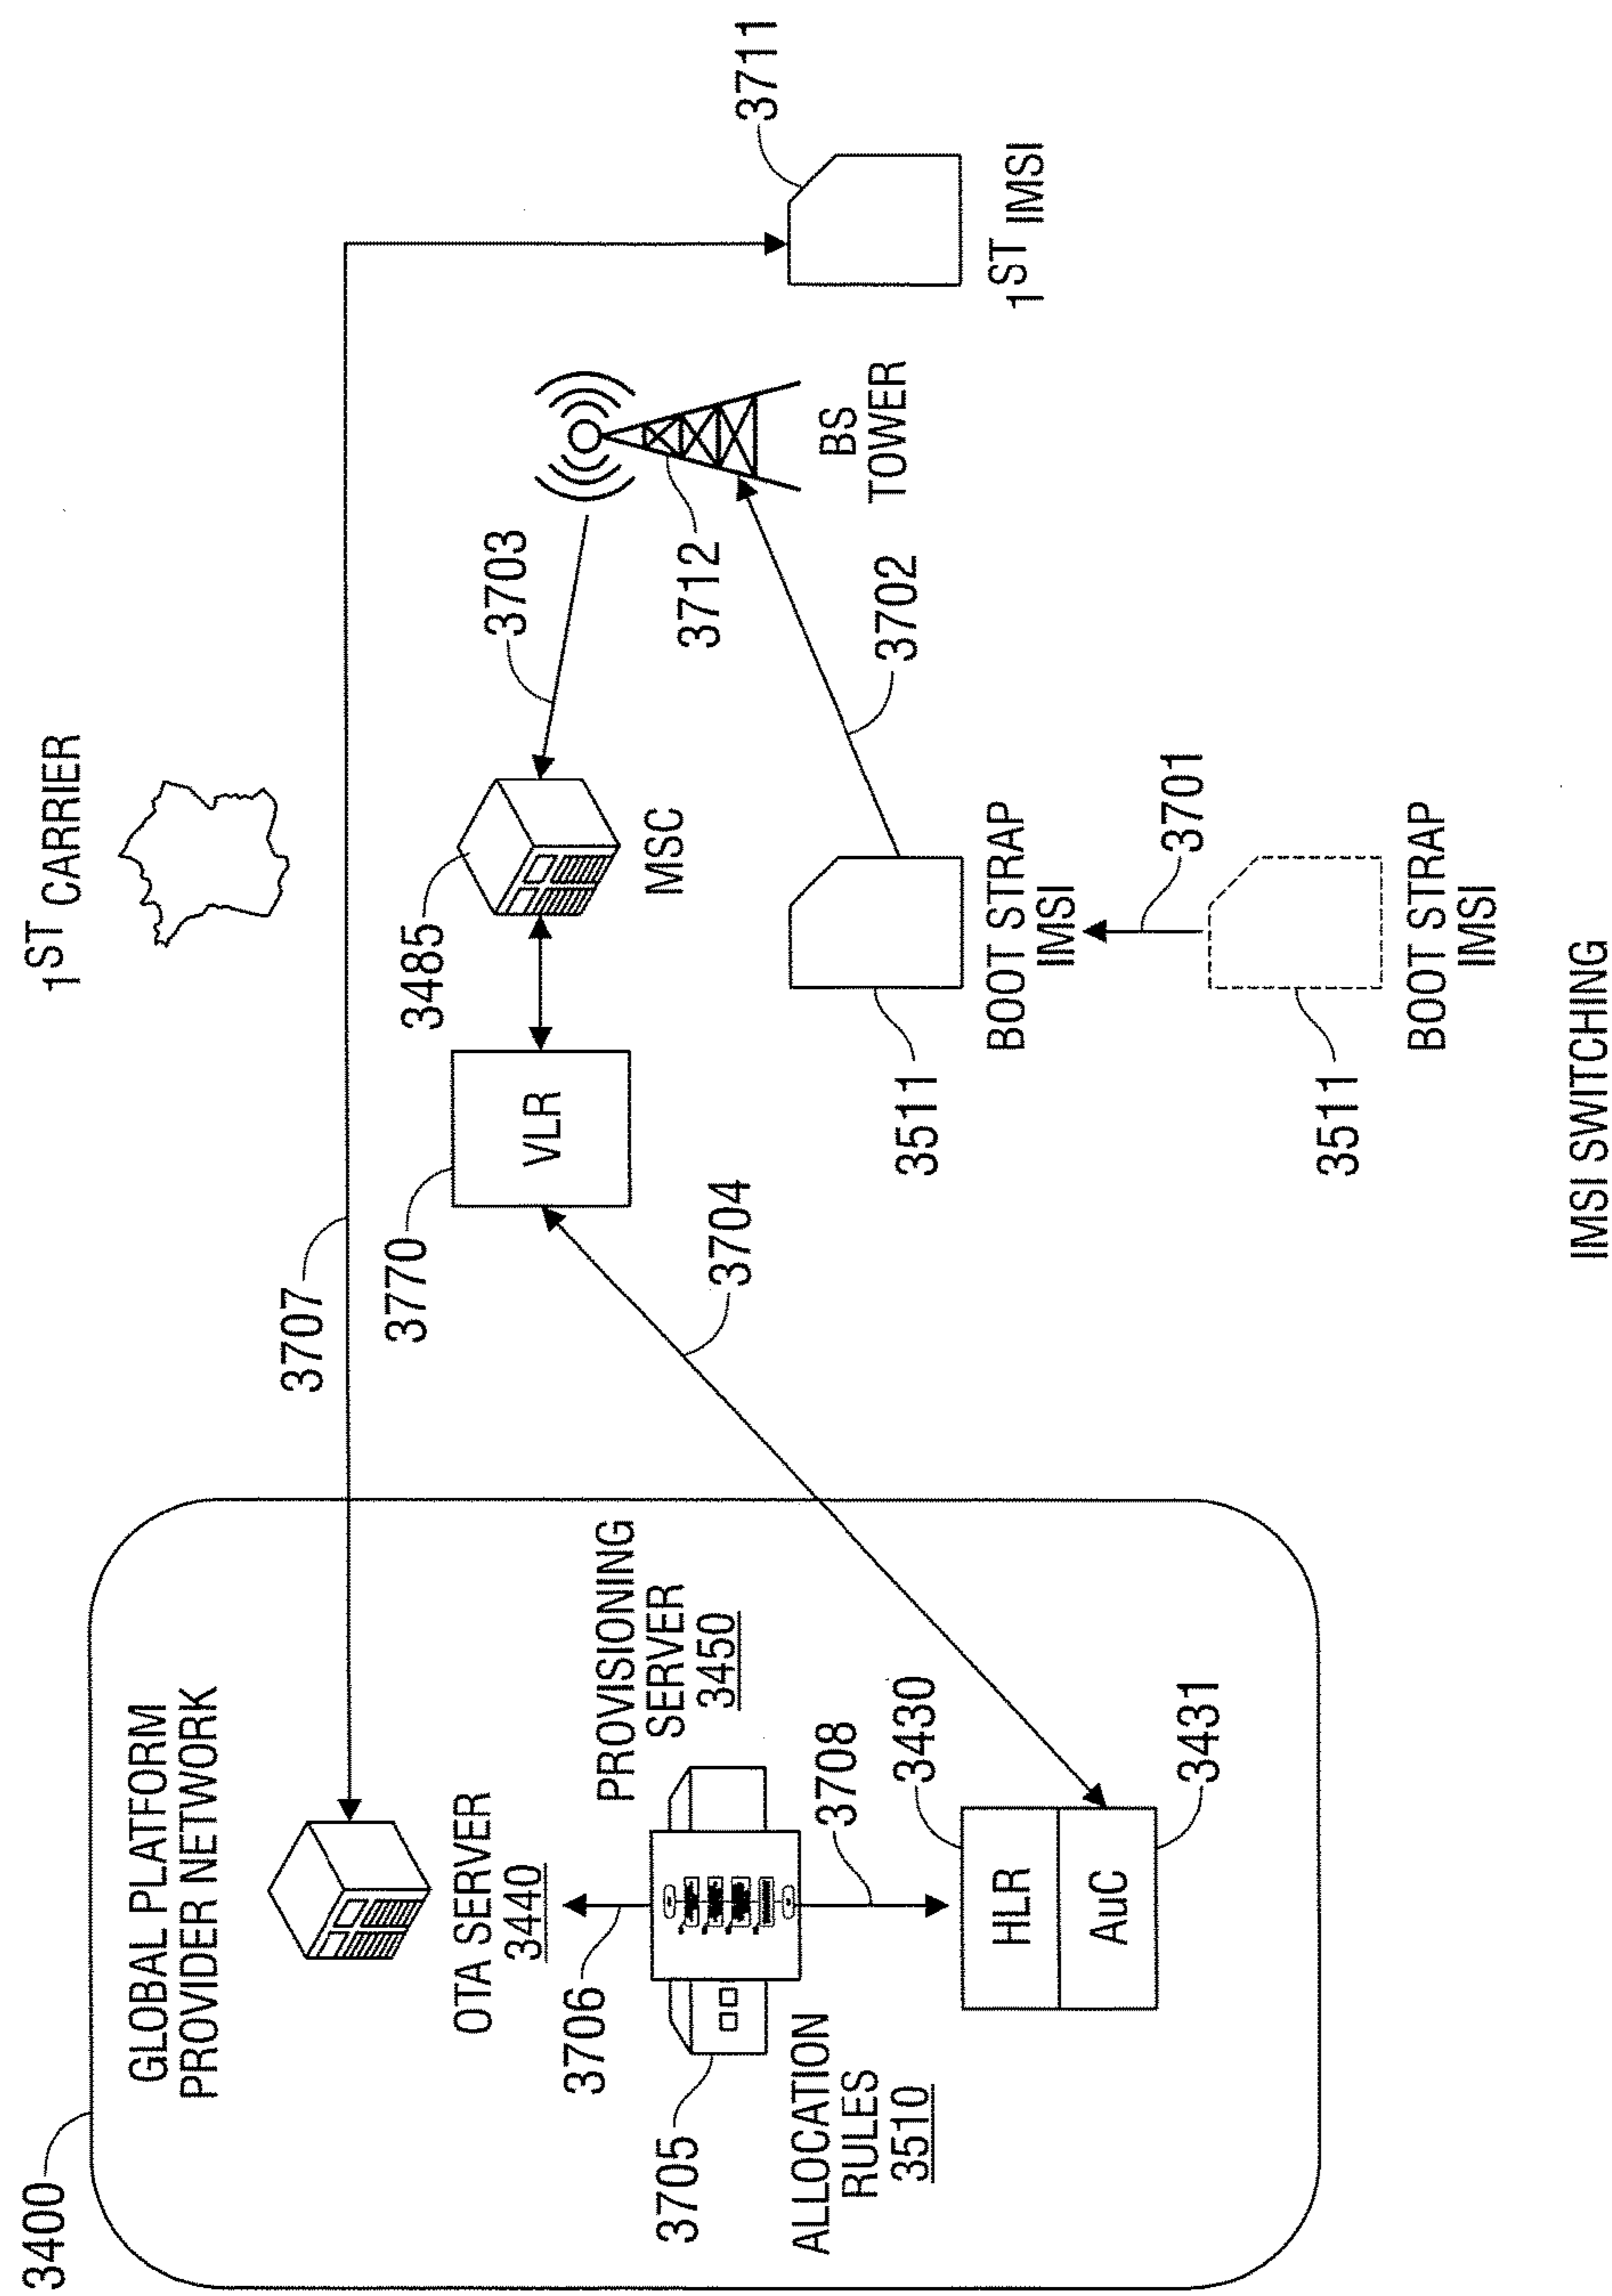 3400
GLOBAL PLATFORM
PROVIDER NETWORK
OTA SERVER
3440
3706
PROVISIONING
SERVER
3450
3705
ALLOCATION
RULES
3510
3708
3430
HLR
AuC
3431
3707
1ST CARRIER
3770
VLR
3704
3485
MSC
3703
3712
BS
TOWER
3702
3511
BOOT STRAP
IMSI
3701
3511
BOOT STRAP
IMSI
3711
1ST IMSI
IMSI SWITCHING